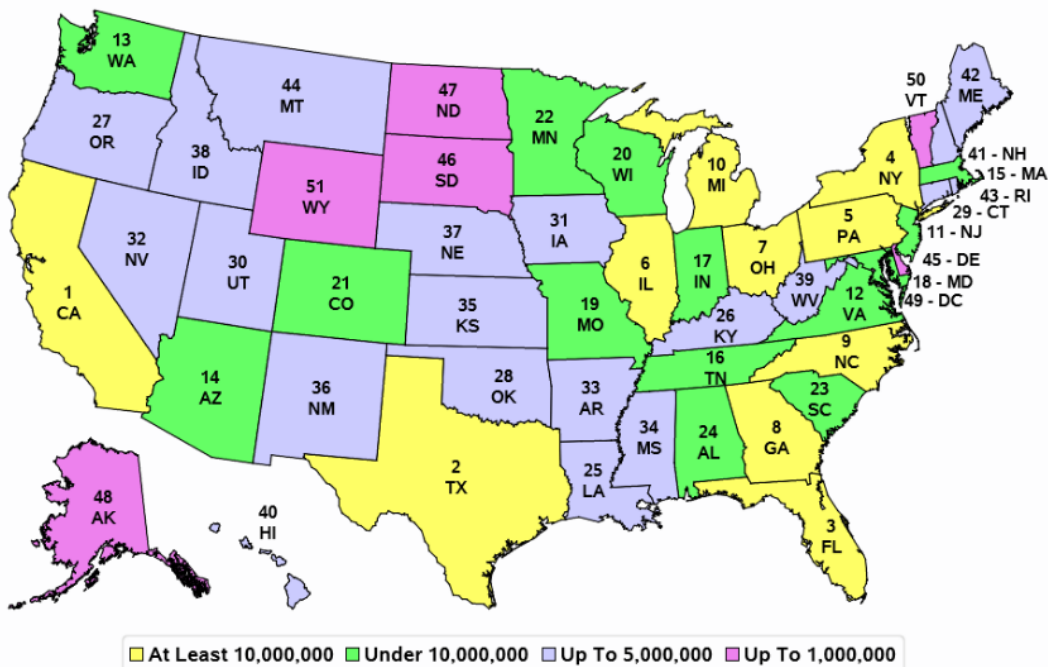 13
WA
44
MT
47
ND
22
MN
50
VT
42
ME
27
OR
38
ID
46
SD
20
WI
10
MI
4
NY
41 - NH
15 - MA
43 - RI
29 - CT
11 - NJ
45 - DE
18 - MD
49 - DC
51
WY
37
NE
31
IA
5
PA
32
NV
30
UT
21
CO
6
IL
17
IN
7
OH
39
WV
12
VA
1
CA
35
KS
19
MO
26
KY
9
NC
16
TN
14
AZ
36
NM
28
OK
33
AR
23
SC
34
MS
24
AL
8
GA
2
TX
25
LA
3
FL
48
AK
40
HI
At Least 10,000,000 Under 10,000,000 Up To 5,000,000 Up To 1,000,000